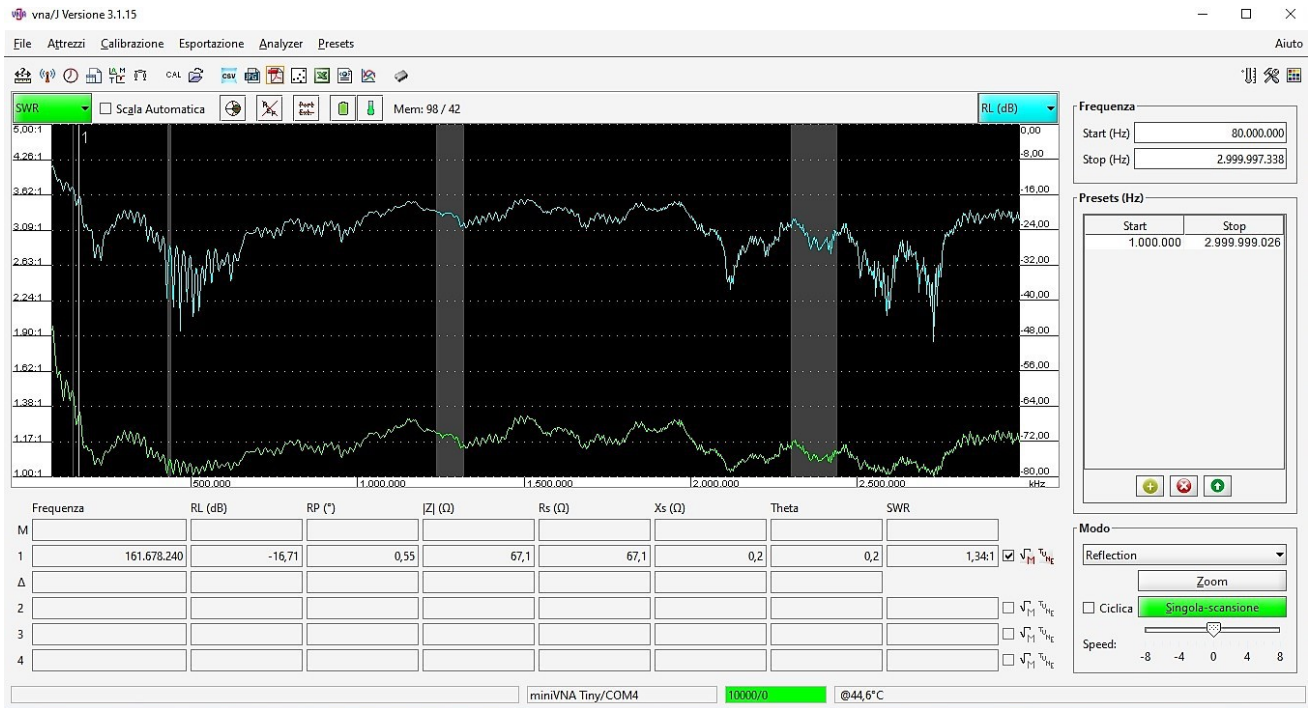 vna/J Versione 3.1.15
File Attrezzi Calibrazione Esportazione Analyzer Presets Aiuto
CAL CSV
SWR Scala Automatica Mem: 98 / 42 RL (dB)
5,00:1 0,00
1
4.26:1 -8,00
3.62:1 -16,00
3.09:1 -24,00
2.63:1 -32,00
2.24:1 -40,00
1.90:1 -48,00
1.62:1 -56,00
1.38:1 -64,00
1.17:1 -72,00
1.00:1 -80,00
500.000 1.000.000 1.500.000 2.000.000 2.500.000 kHz
Frequenza
Start (Hz) 80.000.000
Stop (Hz) 2.999.997.338
Presets (Hz)
Start Stop
1.000.000 2.999.999.026
Frequenza RL (dB) RP (°) |Z| (Ω) Rs (Ω) Xs (Ω) Theta SWR
M
1 161.678.240 -16,71 0,55 67,1 67,1 0,2 0,2 1,34:1
Δ
2
3
4
Modo
Reflection
Zoom
Ciclica Singola-scansione
Speed:
-8 -4 0 4 8
miniVNA Tiny/COM4 10000/0 @44,6°C